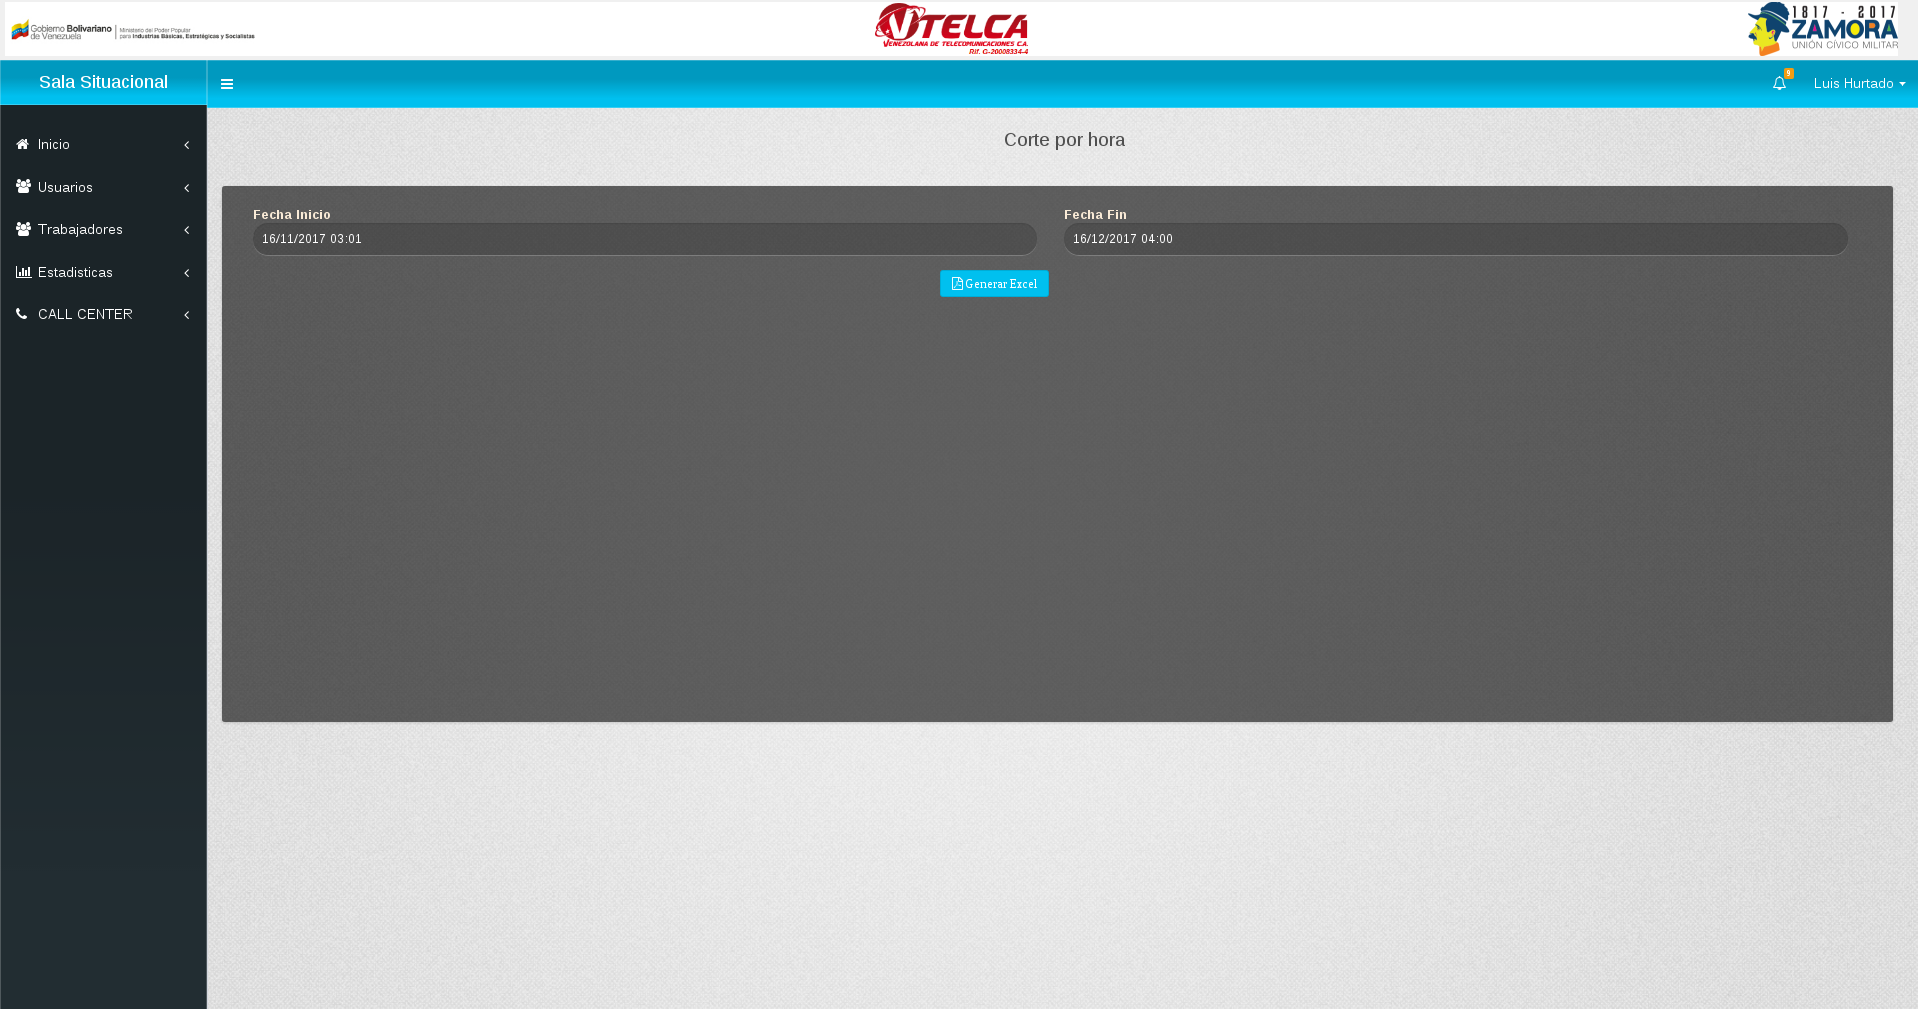 Gobierno Bolivariano
de Venezuela
Ministerio del Poder Popular
para Industrias Básicas, Estratégicas y Socialistas
VTELCA
VENEZOLANA DE TELECOMUNICACIONES C.A.
Rif. G-20008334-4
1817 - 2017
ZAMORA
UNIÓN CÍVICO MILITAR
Sala Situacional
9
Luis Hurtado
Inicio
Usuarios
Trabajadores
Estadisticas
CALL CENTER
Corte por hora
Fecha Inicio
16/11/2017 03:01
Fecha Fin
16/12/2017 04:00
Generar Excel